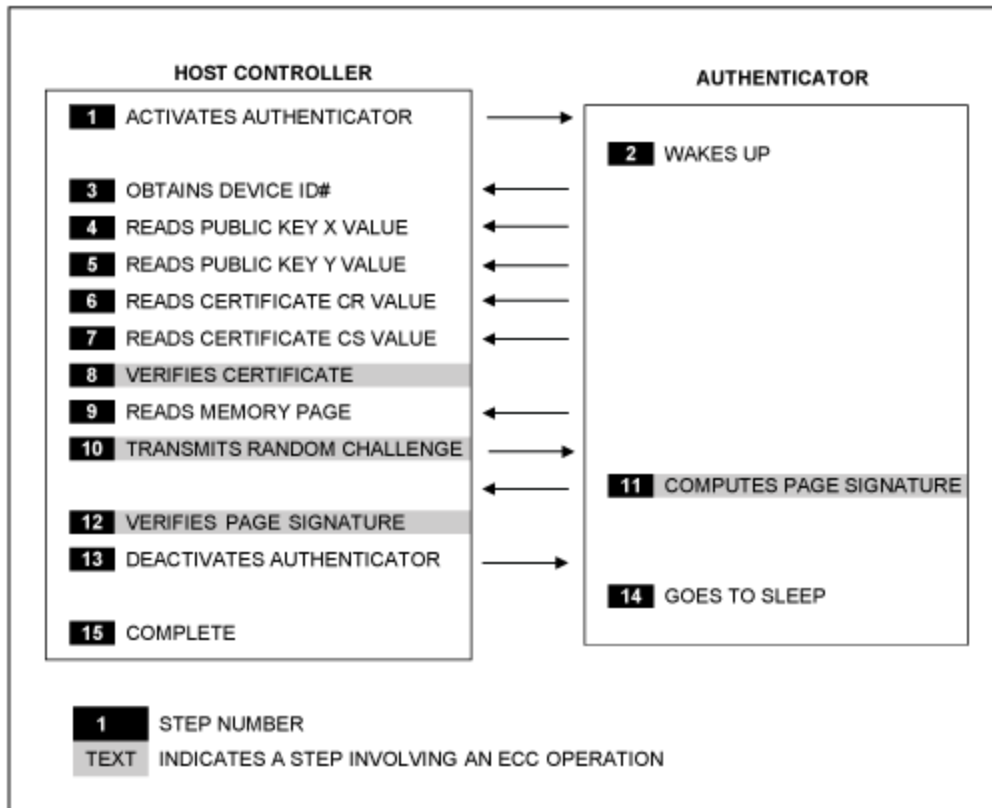 HOST CONTROLLER
AUTHENTICATOR
1 ACTIVATES AUTHENTICATOR
2 WAKES UP
3 OBTAINS DEVICE ID#
4 READS PUBLIC KEY X VALUE
5 READS PUBLIC KEY Y VALUE
6 READS CERTIFICATE CR VALUE
7 READS CERTIFICATE CS VALUE
8 VERIFIES CERTIFICATE
9 READS MEMORY PAGE
10 TRANSMITS RANDOM CHALLENGE
11 COMPUTES PAGE SIGNATURE
12 VERIFIES PAGE SIGNATURE
13 DEACTIVATES AUTHENTICATOR
14 GOES TO SLEEP
15 COMPLETE
1 STEP NUMBER
TEXT INDICATES A STEP INVOLVING AN ECC OPERATION